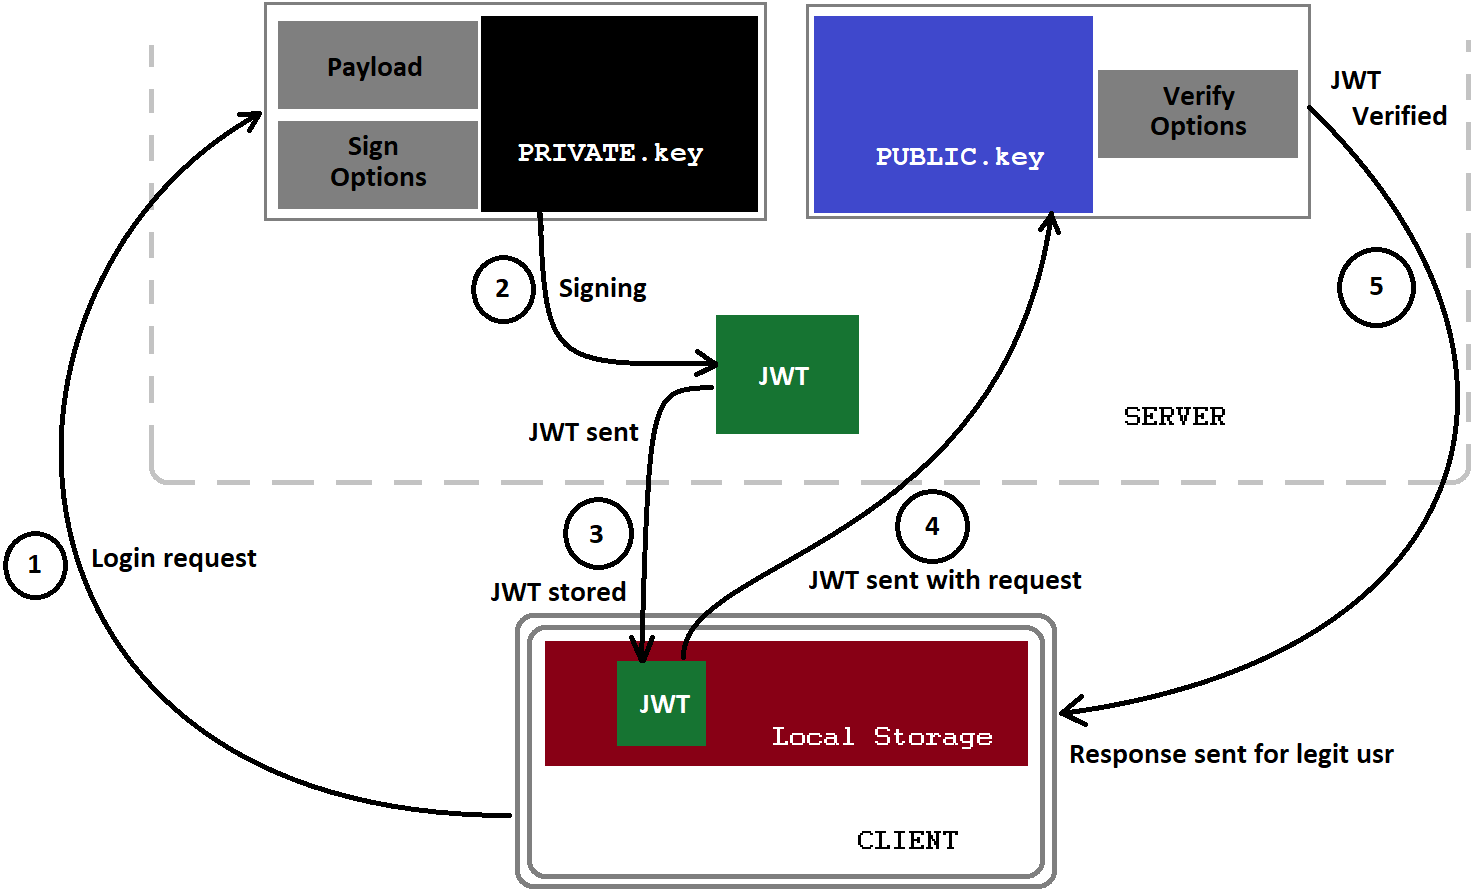 Payload
Sign
Options
PRIVATE.key
PUBLIC.key
Verify
Options
JWT
Verified
2
Signing
5
JWT
SERVER
JWT sent
3
4
1
Login request
JWT stored
JWT sent with request
JWT
Local Storage
Response sent for legit usr
CLIENT